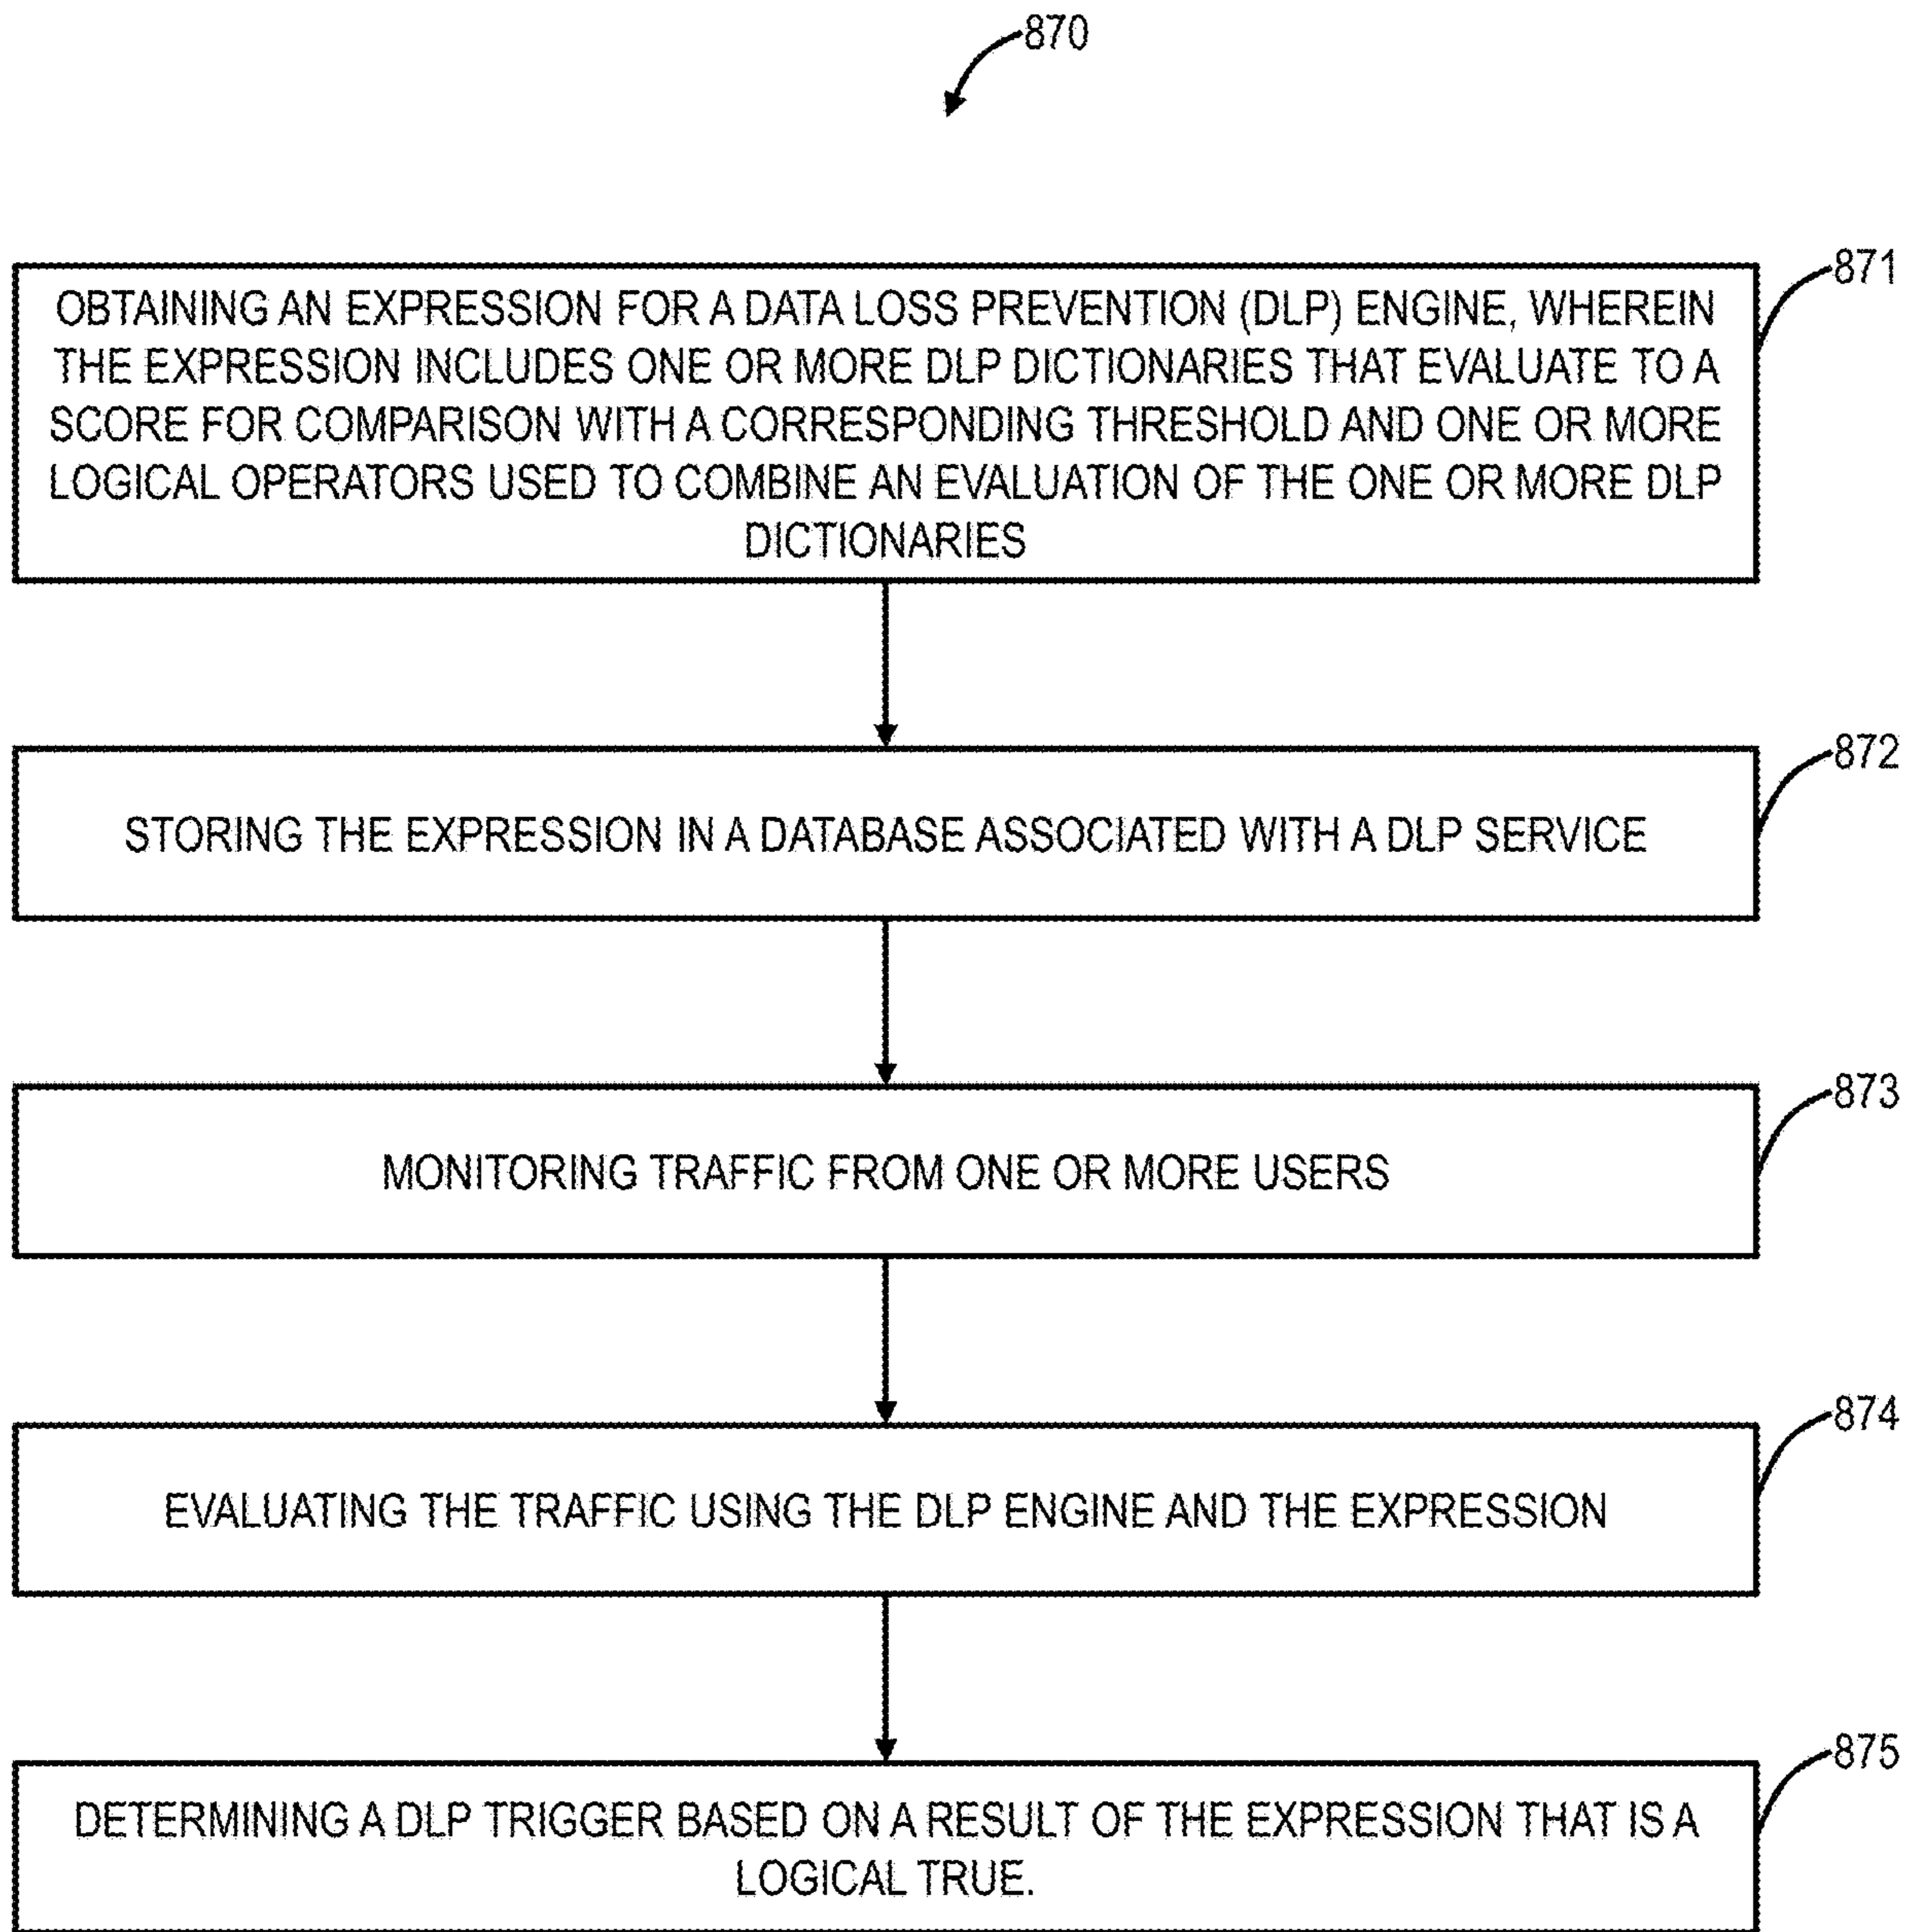 870
871
OBTAINING AN EXPRESSION FOR A DATA LOSS PREVENTION (DLP) ENGINE, WHEREIN
THE EXPRESSION INCLUDES ONE OR MORE DLP DICTIONARIES THAT EVALUATE TO A
SCORE FOR COMPARISON WITH A CORRESPONDING THRESHOLD AND ONE OR MORE
LOGICAL OPERATORS USED TO COMBINE AN EVALUATION OF THE ONE OR MORE DLP
DICTIONARIES
872
STORING THE EXPRESSION IN A DATABASE ASSOCIATED WITH A DLP SERVICE
873
MONITORING TRAFFIC FROM ONE OR MORE USERS
874
EVALUATING THE TRAFFIC USING THE DLP ENGINE AND THE EXPRESSION
875
DETERMINING A DLP TRIGGER BASED ON A RESULT OF THE EXPRESSION THAT IS A
LOGICAL TRUE.